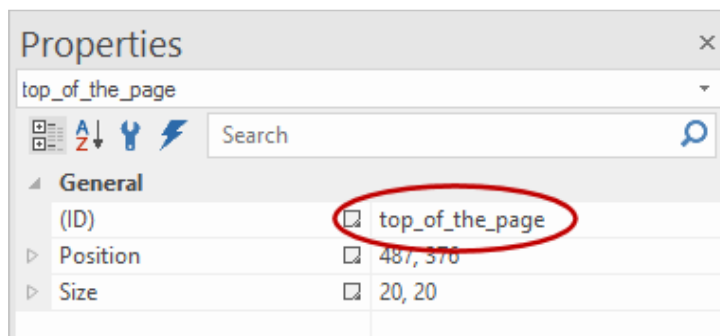 Properties
top_of_the_page
Search
General
(ID) top_of_the_page
Position 487, 376
Size 20, 20